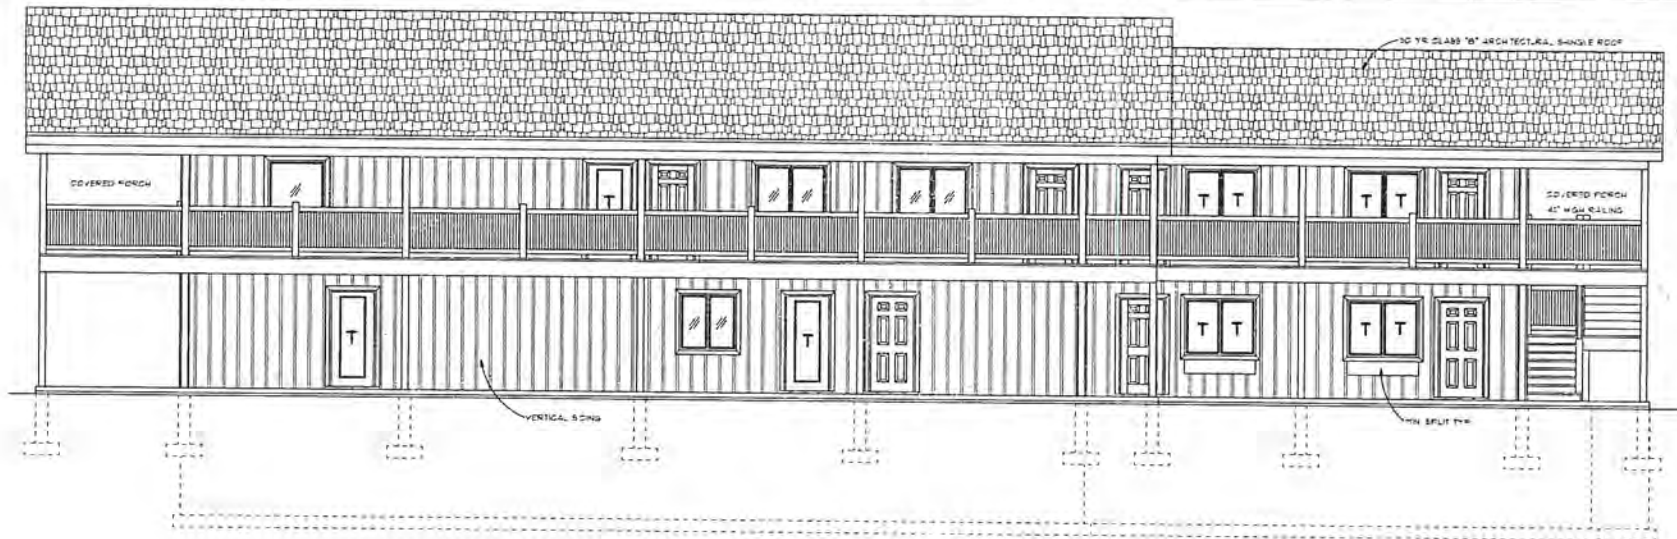 30 YR CLASS "B" ARCHITECTURAL SHINGLE ROOF
COVERED PORCH
T
T T
T T
COVERED PORCH
42" HIGH RAILING
T
T
T T
T T
VERTICAL SIDING
MIN SPLIT TYP